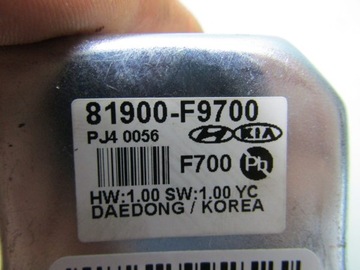 81900-F9700
PJ4 0056
KIA
F700 Pb
HW:1.00 SW:1.00 YC
DAEDONG / KOREA